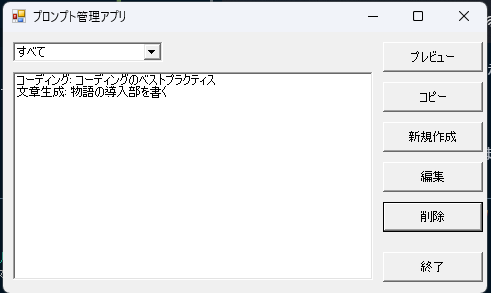 プロンプト管理アプリ
すべて
コーディング: コーディングのベストプラクティス
文章生成: 物語の導入部を書く
プレビュー
コピー
新規作成
編集
削除
終了